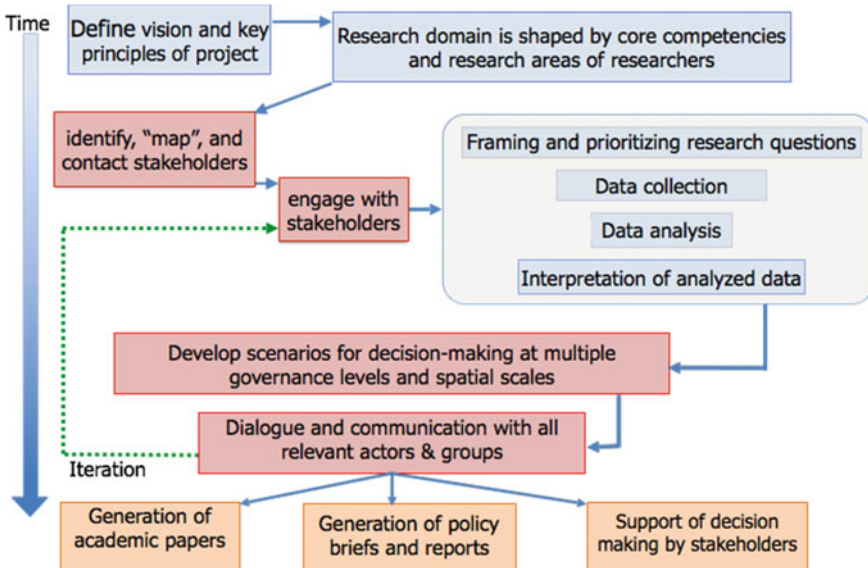 Time
Define vision and key
principles of project
Research domain is shaped by core competencies
and research areas of researchers
identify, “map”, and
contact stakeholders
engage with
stakeholders
Framing and prioritizing research questions
Data collection
Data analysis
Interpretation of analyzed data
Develop scenarios for decision-making at multiple
governance levels and spatial scales
Dialogue and communication with all
relevant actors & groups
Iteration
Generation of
academic papers
Generation of policy
briefs and reports
Support of decision
making by stakeholders